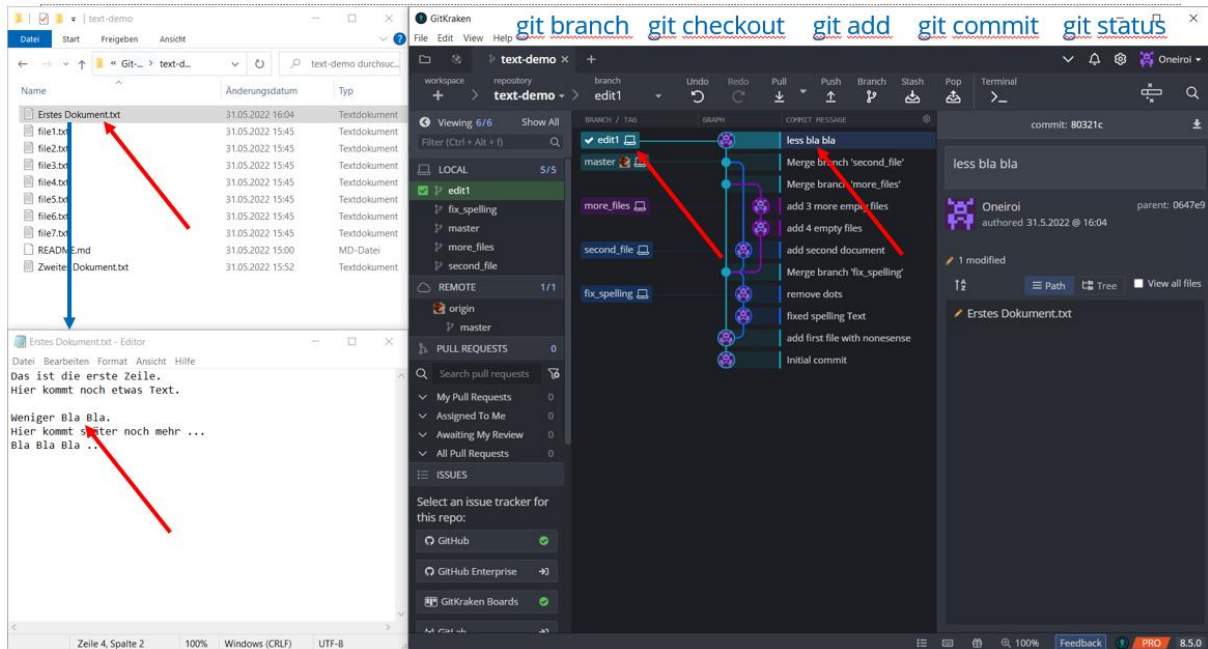 text-demo
Datei Start Freigeben Ansicht
« Git-... > text-d...
text-demo durchsuc...
Name Änderungsdatum Typ
Erstes Dokument.txt 31.05.2022 16:04 Textdokument
file1.txt 31.05.2022 15:45 Textdokument
file2.txt 31.05.2022 15:45 Textdokument
file3.txt 31.05.2022 15:45 Textdokument
file4.txt 31.05.2022 15:45 Textdokument
file5.txt 31.05.2022 15:45 Textdokument
file6.txt 31.05.2022 15:45 Textdokument
file7.txt 31.05.2022 15:45 Textdokument
README.md 31.05.2022 15:00 MD-Datei
Zweites Dokument.txt 31.05.2022 15:52 Textdokument
Erstes Dokument.txt - Editor
Datei Bearbeiten Format Ansicht Hilfe
Das ist die erste Zeile.
Hier kommt noch etwas Text.
Weniger Bla Bla.
Hier kommt später noch mehr ...
Bla Bla Bla ...
Zeile 4, Spalte 2 100% Windows (CRLF) UTF-8
GitKraken
git branch git checkout git add git commit git status
File Edit View Help
text-demo
Oneiroi
workspace repository branch
text-demo edit1
Undo Redo Pull Push Branch Stash Pop Terminal
Viewing 6/6 Show All
Filter (Ctrl + Alt + f)
LOCAL 5/5
edit1
fix_spelling
master
more_files
second_file
REMOTE 1/1
origin
master
PULL REQUESTS 0
Search pull requests
My Pull Requests 0
Assigned To Me 0
Awaiting My Review 0
All Pull Requests 0
ISSUES
Select an issue tracker for
this repo:
GitHub
GitHub Enterprise
GitKraken Boards
GitLab
BRANCH / TAG GRAPH COMMIT MESSAGE
edit1 less bla bla
master Merge branch 'second_file'
Merge branch 'more_files'
more_files add 3 more empty files
add 4 empty files
second_file add second document
Merge branch 'fix_spelling'
fix_spelling remove dots
fixed spelling Text
add first file with nonesense
Initial commit
commit: 80321c
less bla bla
Oneiroi parent: 0647e9
authored 31.5.2022 @ 16:04
1 modified
Path Tree View all files
Erstes Dokument.txt
100% Feedback PRO 8.5.0